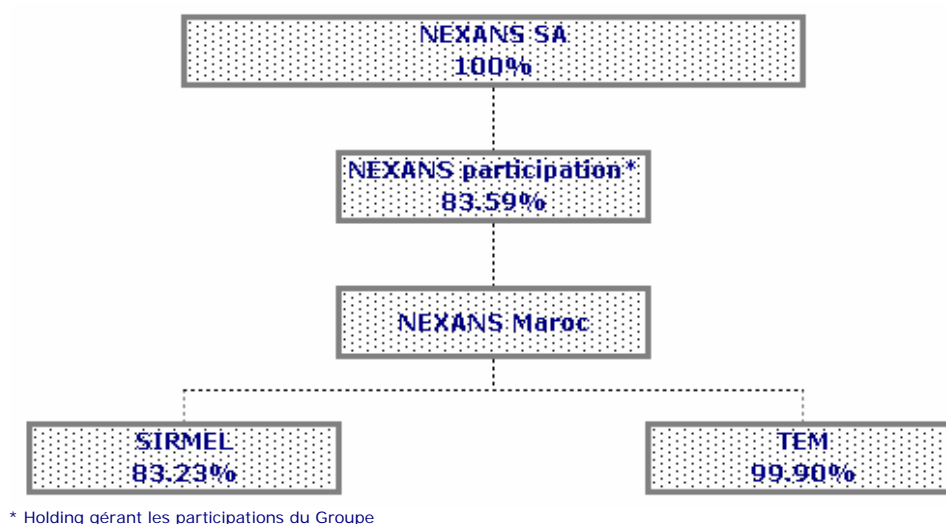 NEXANS SA
100%
NEXANS participation*
83.59%
NEXANS Maroc
SIRMEL
83.23%
TEM
99.90%
* Holding gérant les participations du Groupe